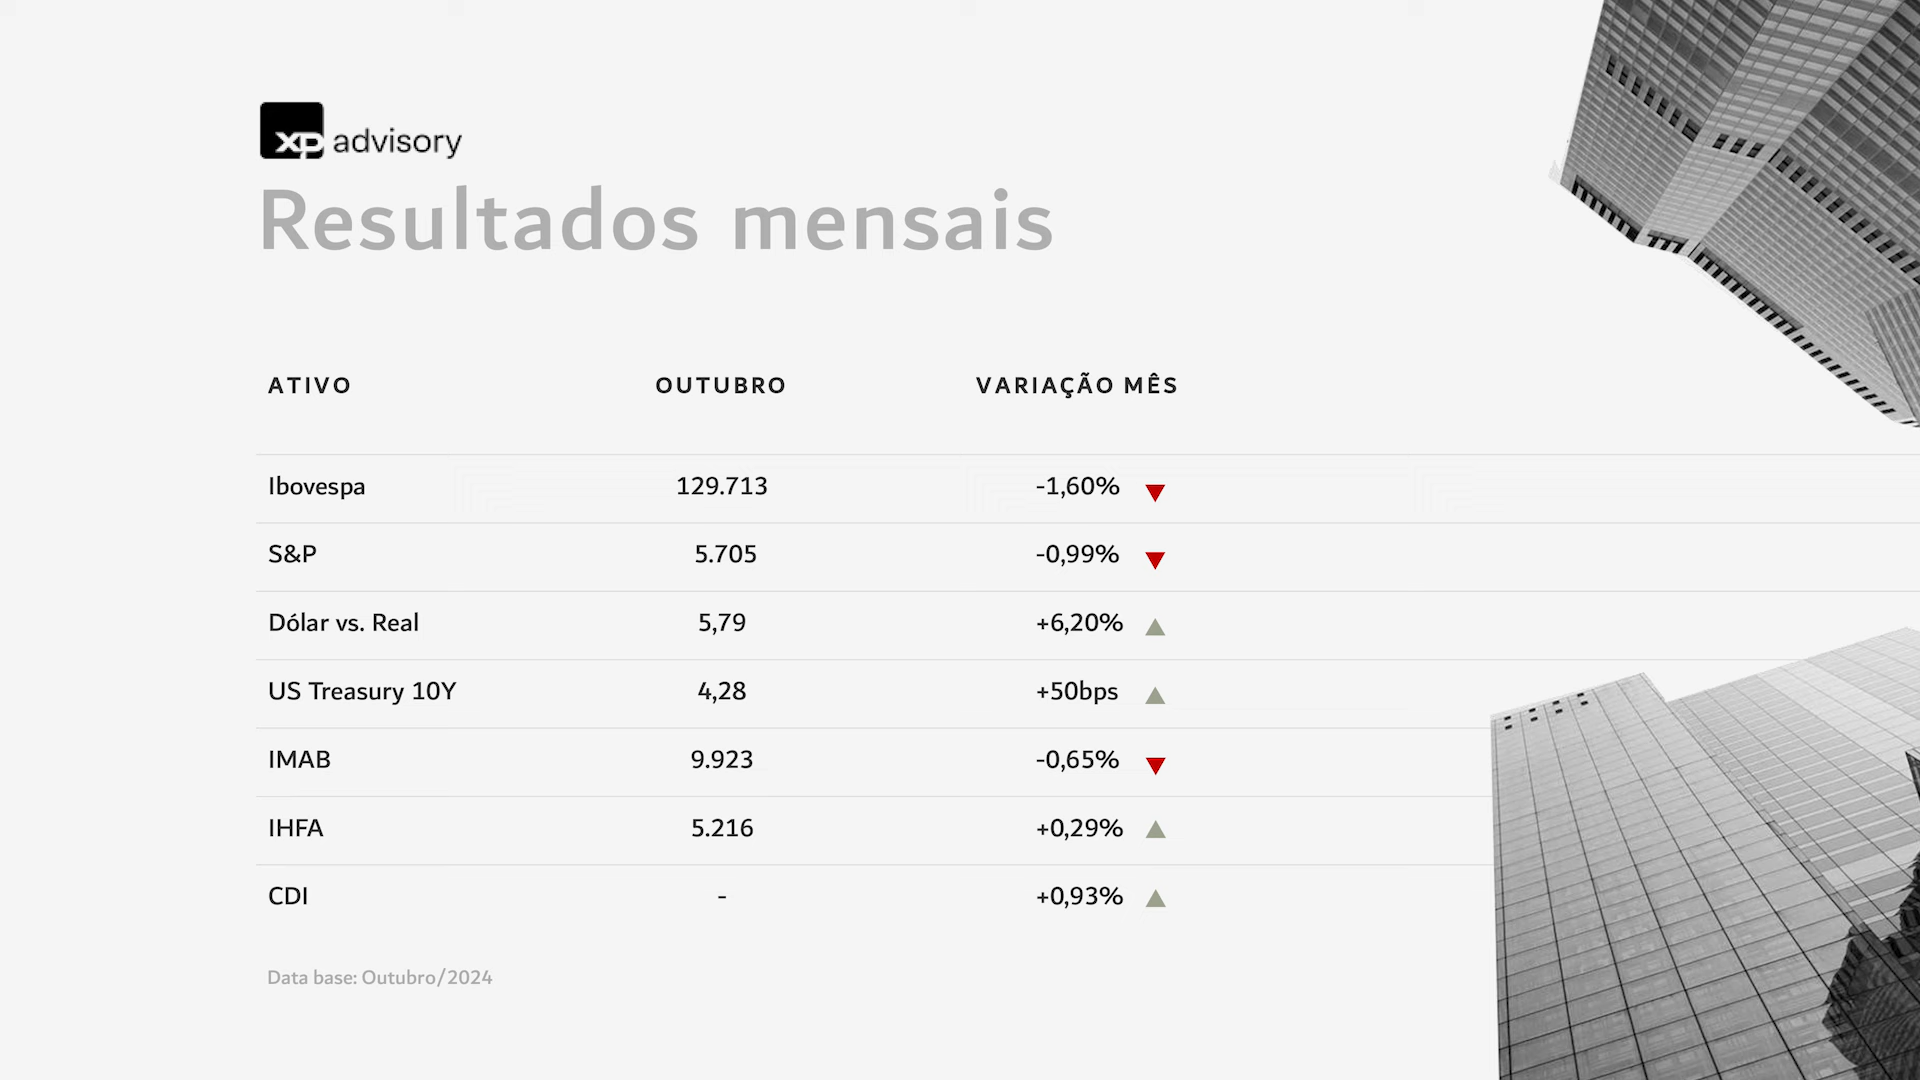 xp advisory
Resultados mensais
ATIVO OUTUBRO VARIAÇÃO MÊS
Ibovespa 129.713 -1,60% ▼
S&P 5.705 -0,99% ▼
Dólar vs. Real 5,79 +6,20% ▲
US Treasury 10Y 4,28 +50bps ▲
IMAB 9.923 -0,65% ▼
IHFA 5.216 +0,29% ▲
CDI - +0,93% ▲
Data base: Outubro/2024